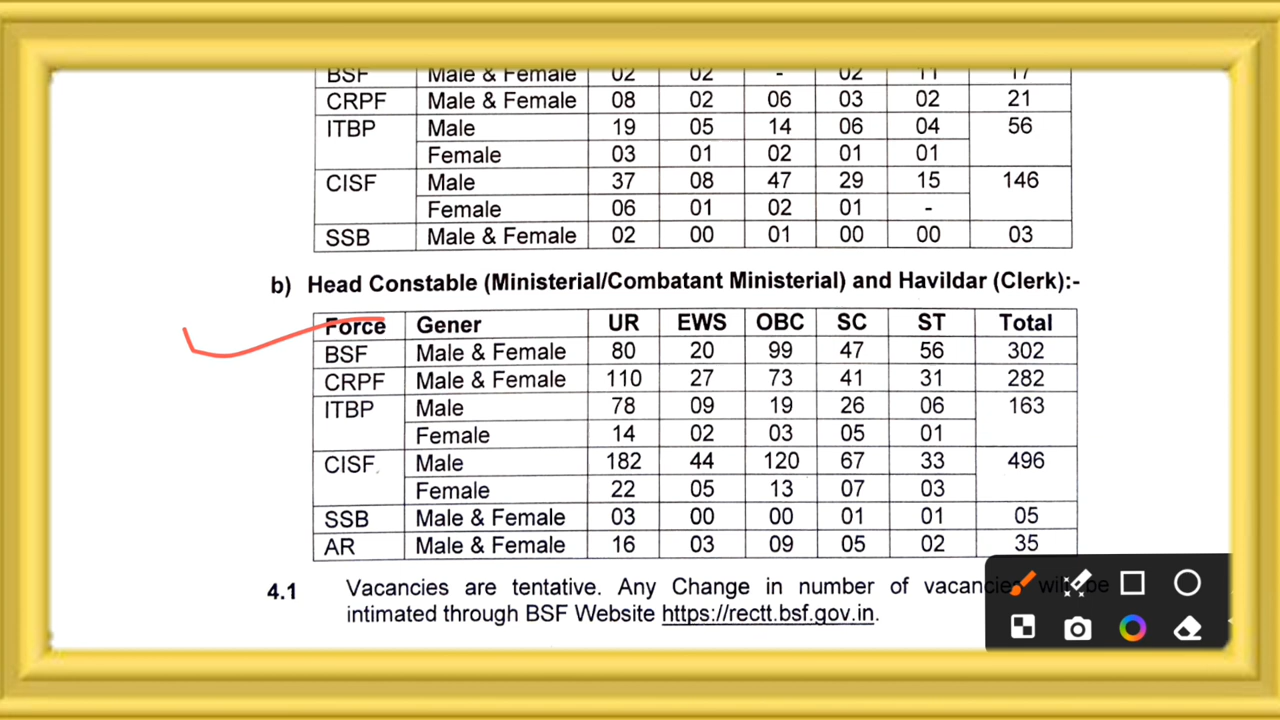 BSF Male & Female 02 02 - 02 11 17
CRPF Male & Female 08 02 06 03 02 21
ITBP Male 19 05 14 06 04 56
Female 03 01 02 01 01
CISF Male 37 08 47 29 15 146
Female 06 01 02 01 -
SSB Male & Female 02 00 01 00 00 03
b) Head Constable (Ministerial/Combatant Ministerial) and Havildar (Clerk):-
Force Gener UR EWS OBC SC ST Total
BSF Male & Female 80 20 99 47 56 302
CRPF Male & Female 110 27 73 41 31 282
ITBP Male 78 09 19 26 06 163
Female 14 02 03 05 01
CISF Male 182 44 120 67 33 496
Female 22 05 13 07 03
SSB Male & Female 03 00 00 01 01 05
AR Male & Female 16 03 09 05 02 35
4.1 Vacancies are tentative. Any Change in number of vacancies will be
intimated through BSF Website https://rectt.bsf.gov.in.